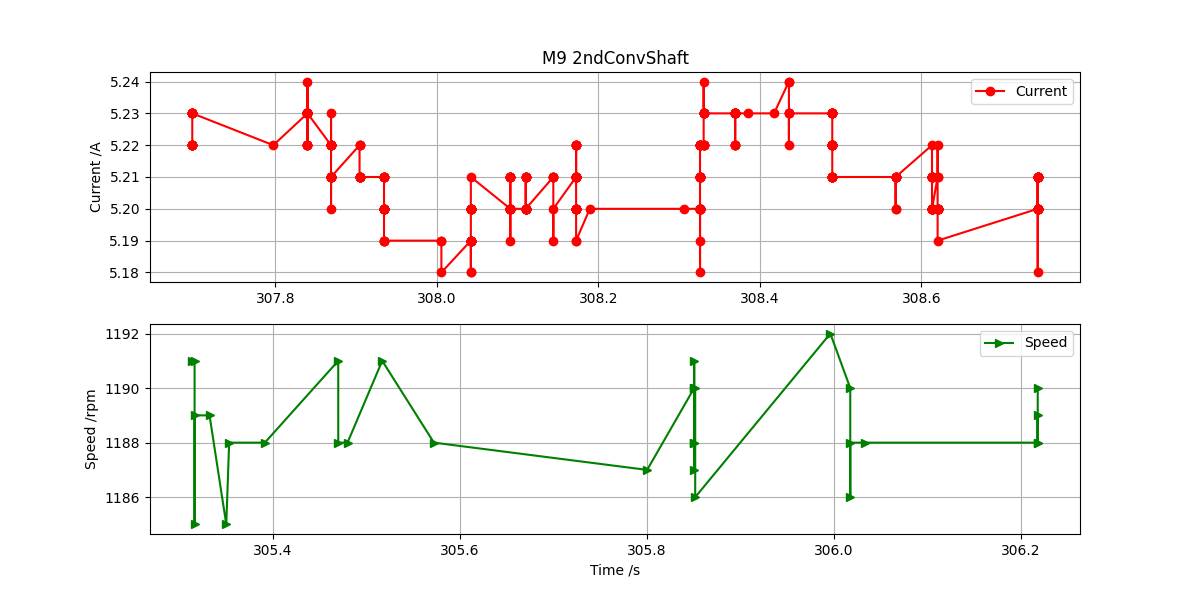 M9 2ndConvShaft
5.24
5.23
5.22
5.21
5.20
5.19
5.18
Current /A
Current
307.8 308.0 308.2 308.4 308.6
1192
1190
1188
1186
Speed /rpm
Speed
305.4 305.6 305.8 306.0 306.2
Time /s